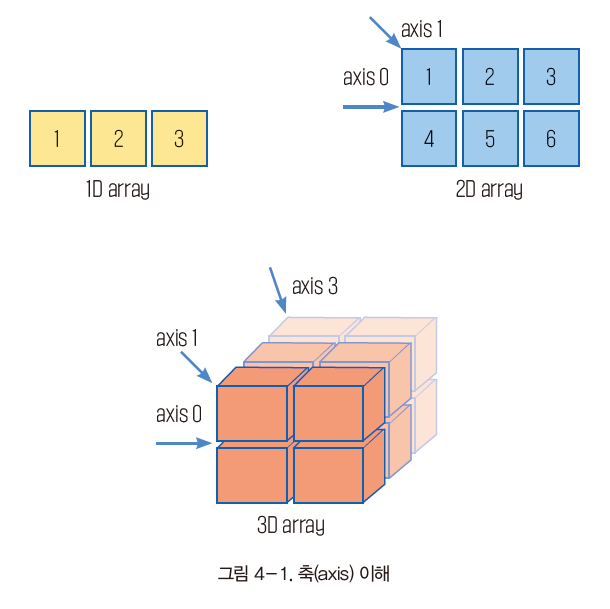 axis 1
axis 0
1 2 3
4 5 6
2D array
1 2 3
1D array
axis 3
axis 1
axis 0
3D array
그림 4-1. 축(axis) 이해